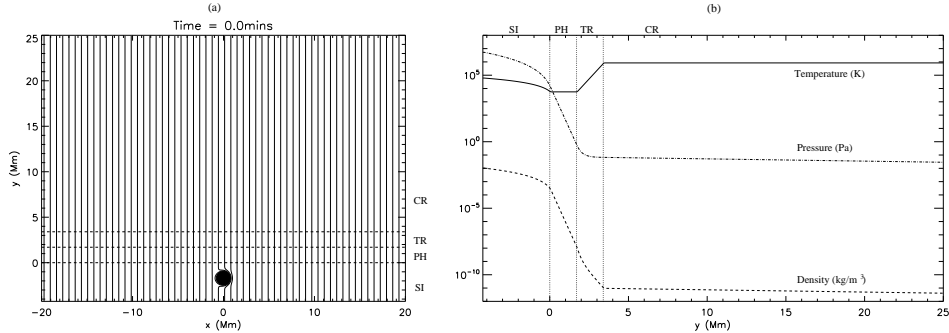 (a)
Time = 0.0mins
25
20
15
10
5
0
y (Mm)
CR
TR
PH
SI
−20
−10
0
10
20
x (Mm)
(b)
SI PH TR CR
10^5
10^0
10^−5
10^−10
Temperature (K)
Pressure (Pa)
Density (kg/m ^3)
0
5
10
15
20
25
y (Mm)